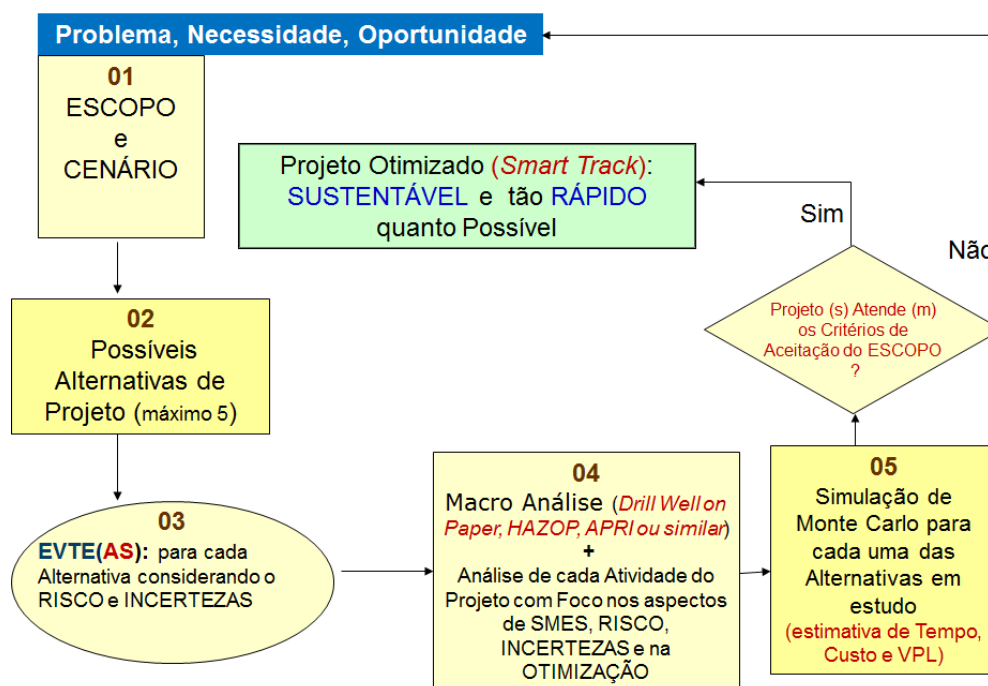 Problema, Necessidade, Oportunidade
01
ESCOPO
e
CENÁRIO
Projeto Otimizado (Smart Track):
SUSTENTÁVEL e tão RÁPIDO
quanto Possível
Sim
Não
Projeto (s) Atende (m)
os Critérios de
Aceitação do ESCOPO
?
02
Possíveis
Alternativas de
Projeto (máximo 5)
03
EVTE(AS): para cada
Alternativa considerando o
RISCO e INCERTEZAS
04
Macro Análise (Drill Well on
Paper, HAZOP, APRI ou similar)
+
Análise de cada Atividade do
Projeto com Foco nos aspectos
de SMES, RISCO,
INCERTEZAS e na
OTIMIZAÇÃO
05
Simulação de
Monte Carlo para
cada uma das
Alternativas em
estudo
(estimativa de Tempo,
Custo e VPL)